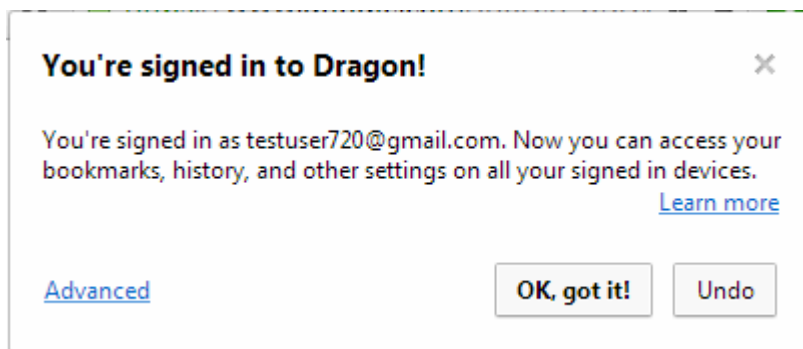 You're signed in to Dragon!
You're signed in as testuser720@gmail.com. Now you can access your
bookmarks, history, and other settings on all your signed in devices.
Learn more
Advanced
OK, got it!
Undo